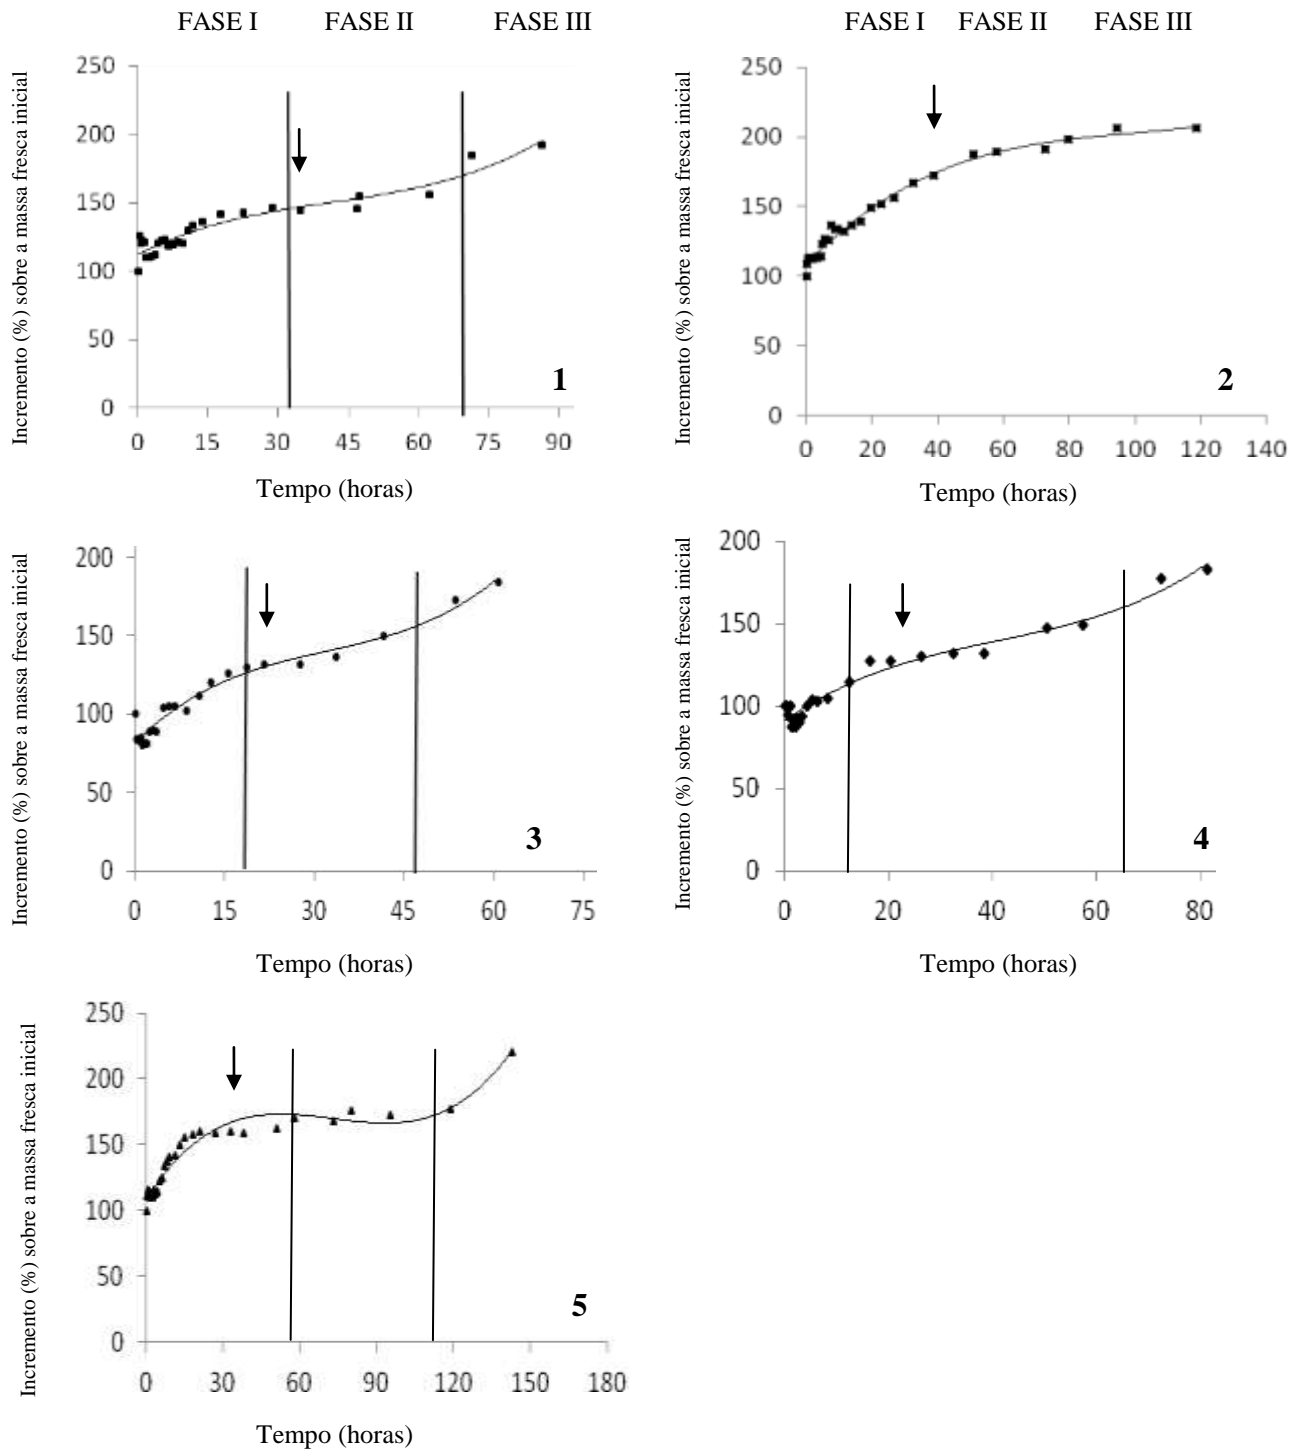 FASE I FASE II FASE III
FASE I FASE II FASE III
Incremento (%) sobre a massa fresca inicial
250
200
150
100
50
0
0 15 30 45 60 75 90
1
Tempo (horas)
Incremento (%) sobre a massa fresca inicial
250
200
150
100
50
0
0 20 40 60 80 100 120 140
2
Tempo (horas)
Incremento (%) sobre a massa fresca inicial
200
150
100
50
0
0 15 30 45 60 75
3
Tempo (horas)
Incremento (%) sobre a massa fresca inicial
200
150
100
50
0
0 20 40 60 80
4
Tempo (horas)
Incremento (%) sobre a massa fresca inicial
250
200
150
100
50
0
0 30 60 90 120 150 180
5
Tempo (horas)